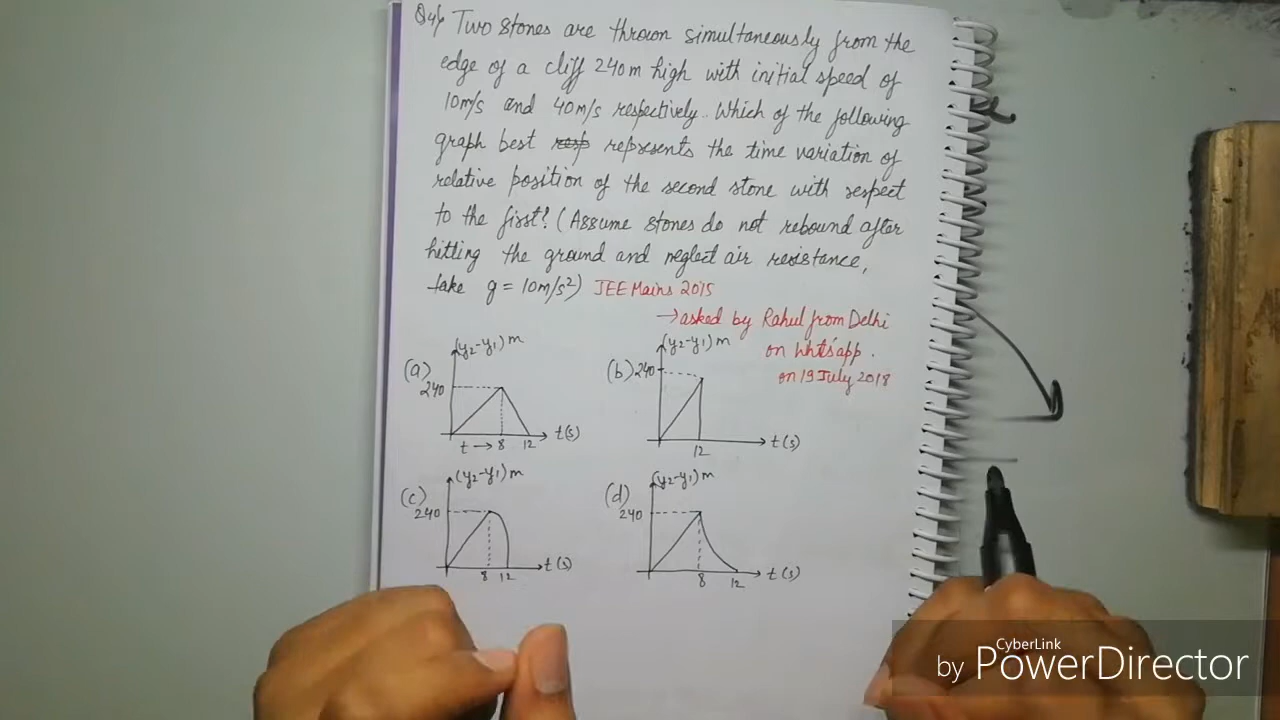 Q4/. Two stones are thrown simultaneously from the
edge of a cliff 240m high with initial speed of
10m/s and 40m/s respectively.. Which of the following
graph best resp represents the time variation of
relative position of the second stone with respect
to the first? (Assume stones do not rebound after
hitting the ground and neglect air resistance,
take g = 10m/s²) JEE Mains 2015
→ asked by Rahul from Delhi
on Whts'app.
on 19 July 2018
(a) (y₂-y₁) m
240
t → 8 12 t(s)
(b) (y₂-y₁) m
240
12 t(s)
(c) (y₂-y₁) m
240
8 12 t(s)
(d) (y₂-y₁) m
240
8 12 t(s)
CyberLink
by PowerDirector